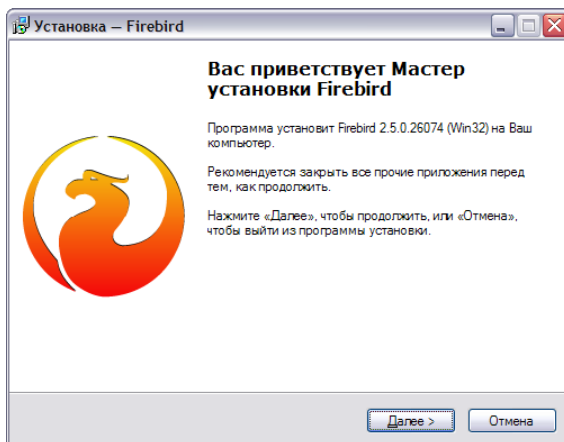 Установка — Firebird
Вас приветствует Мастер
установки Firebird
Программа установит Firebird 2.5.0.26074 (Win32) на Ваш
компьютер.
Рекомендуется закрыть все прочие приложения перед
тем, как продолжить.
Нажмите «Далее», чтобы продолжить, или «Отмена»,
чтобы выйти из программы установки.
Далее >
Отмена